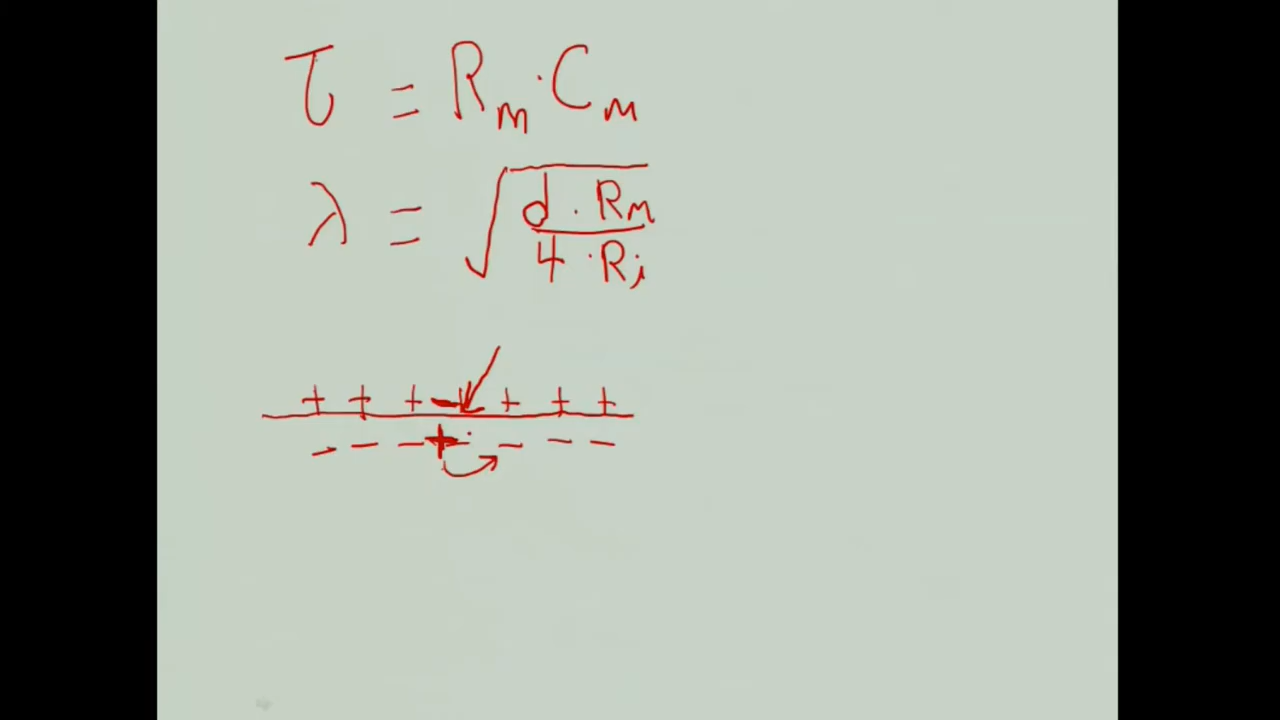 τ = Rm · Cm
λ = √(d · Rm / 4 · Ri)
+ + + - + + + +
- - - + - - - -